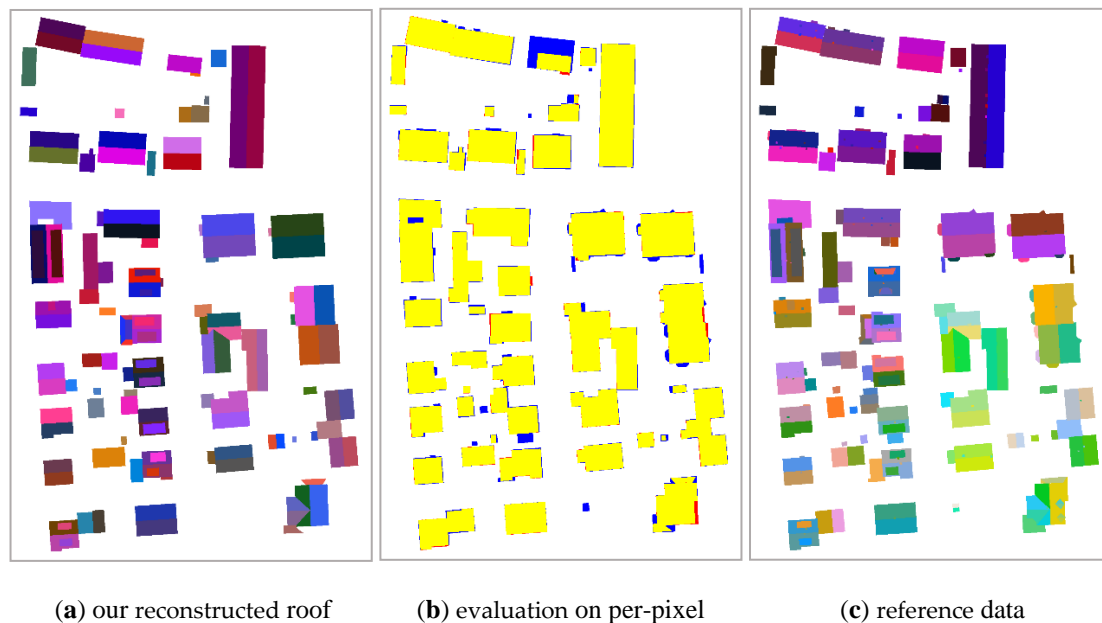 (a) our reconstructed roof
(b) evaluation on per-pixel
(c) reference data